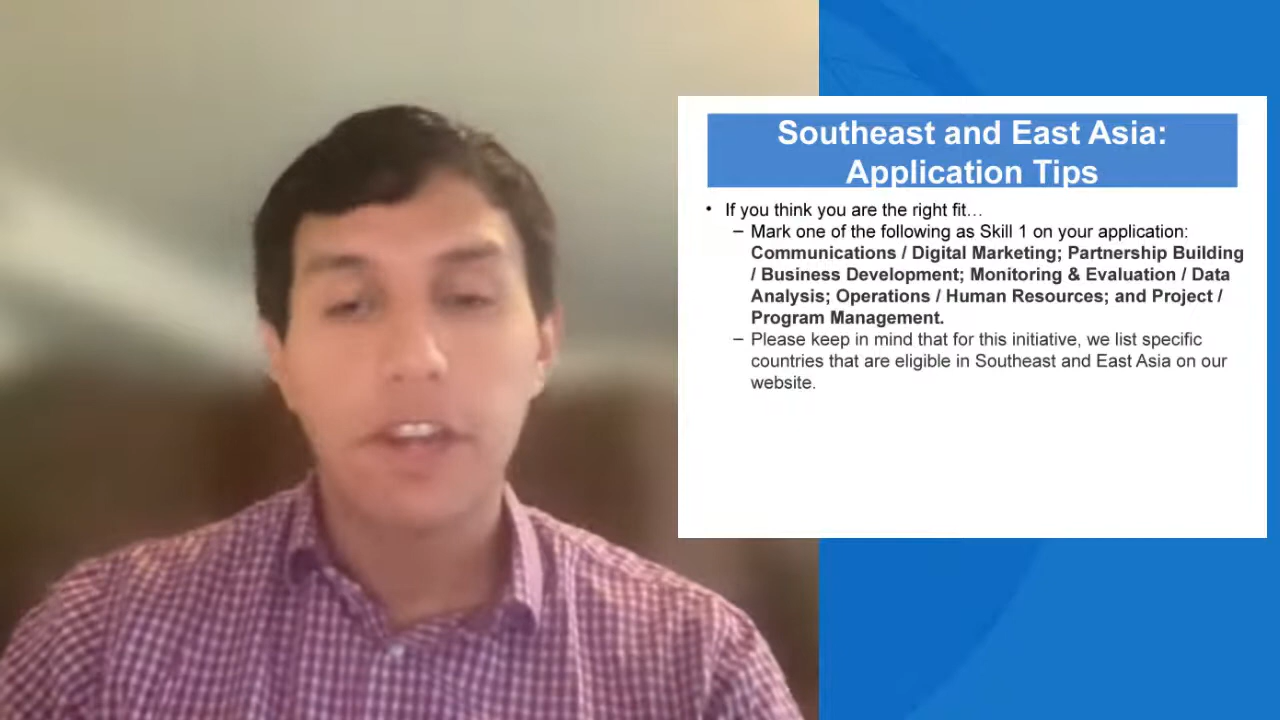 Southeast and East Asia:
Application Tips
• If you think you are the right fit…
– Mark one of the following as Skill 1 on your application:
Communications / Digital Marketing; Partnership Building
/ Business Development; Monitoring & Evaluation / Data
Analysis; Operations / Human Resources; and Project /
Program Management.
– Please keep in mind that for this initiative, we list specific
countries that are eligible in Southeast and East Asia on our
website.